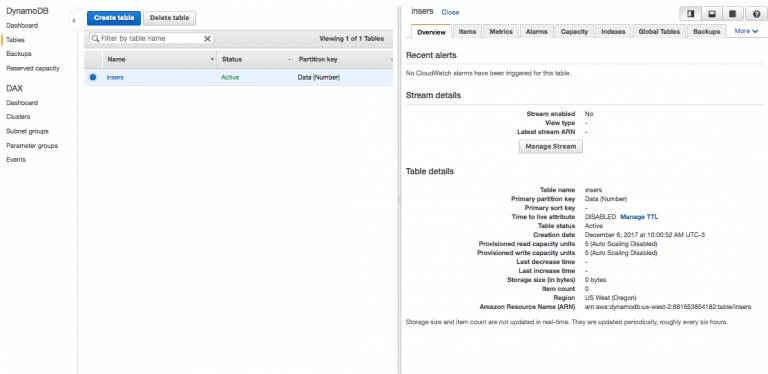 DynamoDB
Dashboard
Tables
Backups
Reserved capacity
DAX
Dashboard
Clusters
Subnet groups
Parameter groups
Events
Create table Delete table
Filter by table name
Viewing 1 of 1 Tables
Name Status Partition key
insers Active Data (Number)
insers Close
Overview Items Metrics Alarms Capacity Indexes Global Tables Backups More
Recent alerts
No CloudWatch alarms have been triggered for this table.
Stream details
Stream enabled No
View type -
Latest stream ARN -
Manage Stream
Table details
Table name insers
Primary partition key Data (Number)
Primary sort key -
Time to live attribute DISABLED Manage TTL
Table status Active
Creation date December 6, 2017 at 10:00:52 AM UTC-3
Provisioned read capacity units 5 (Auto Scaling Disabled)
Provisioned write capacity units 5 (Auto Scaling Disabled)
Last decrease time -
Last increase time -
Storage size (in bytes) 0 bytes
Item count 0
Region US West (Oregon)
Amazon Resource Name (ARN) arn:aws:dynamodb:us-west-2:881653854182:table/insers
Storage size and item count are not updated in real-time. They are updated periodically, roughly every six hours.